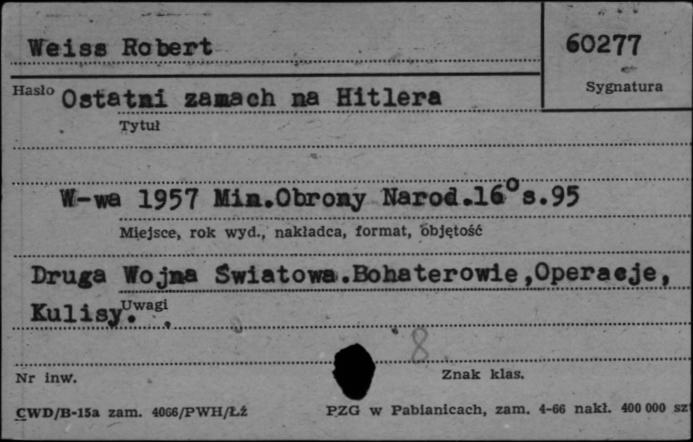 Weiss Robert
60277
Sygnatura
Hasło
Ostatni zamach na Hitlera
Tytuł
W-wa 1957 Min.Obrony Narod.16°s.95
Miejsce, rok wyd., nakładca, format, objętość
Druga Wojna Światowa.Bohaterowie,Operacje,
Kulisy.
Uwagi
8
Nr inw.
Znak klas.
CWD/B-15a zam. 4066/PWH/Łż
PZG w Pabianicach, zam. 4-66 nakł. 400 000 szt